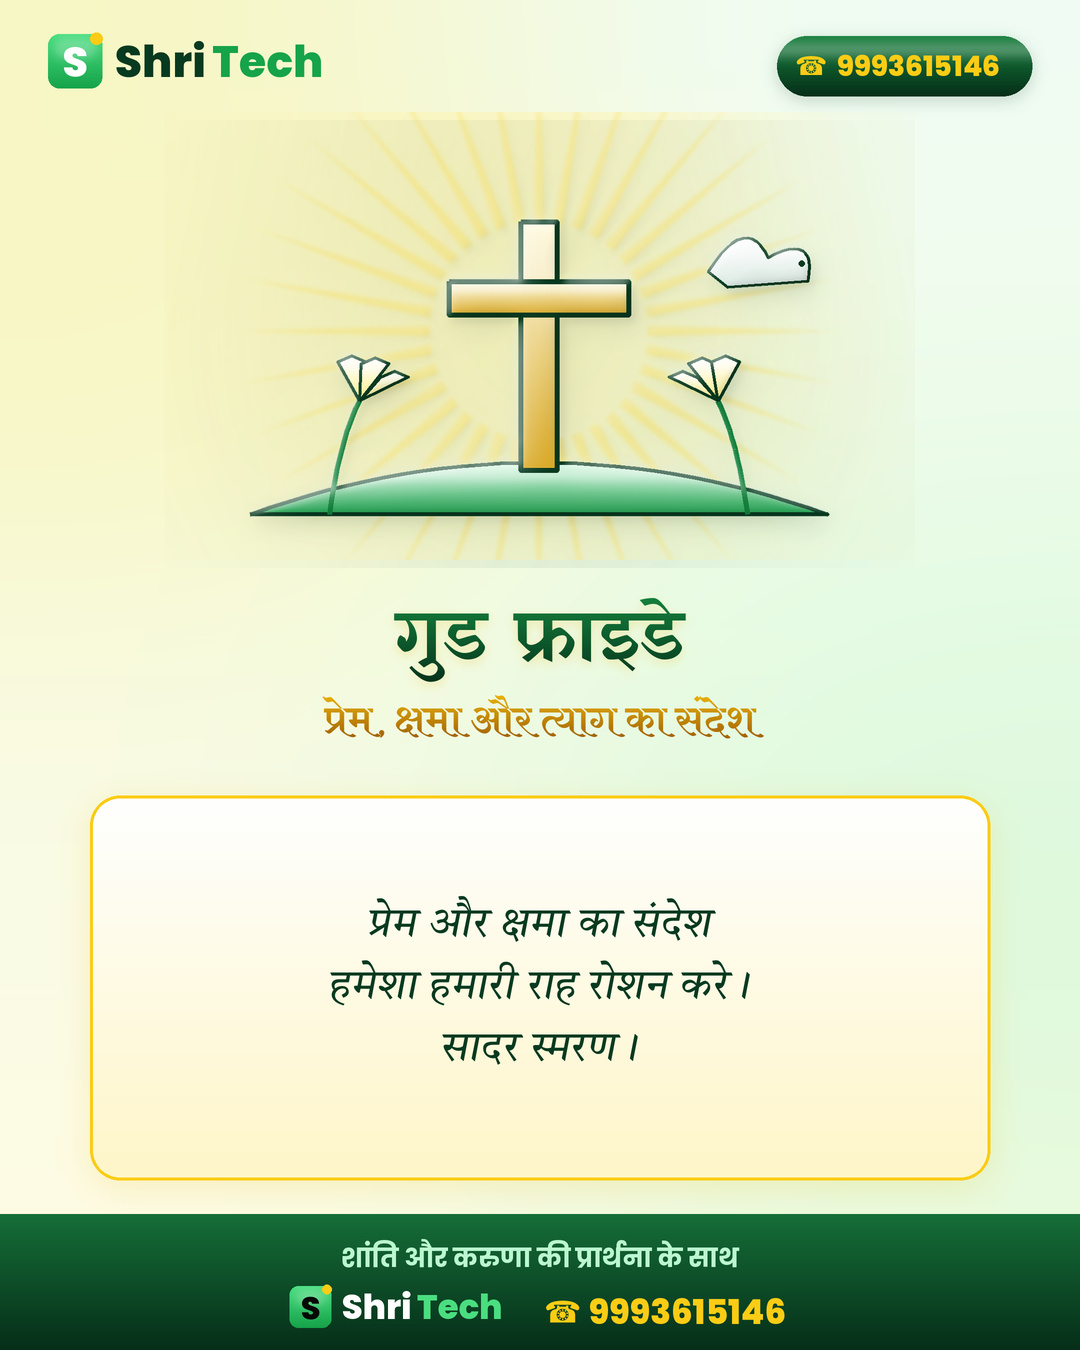 S Shri Tech
☎ 9993615146
गुड फ्राइडे
प्रेम, क्षमा और त्याग का संदेश
प्रेम और क्षमा का संदेश
हमेशा हमारी राह रोशन करे।
सादर स्मरण।
शांति और करुणा की प्रार्थना के साथ
S Shri Tech ☎ 9993615146